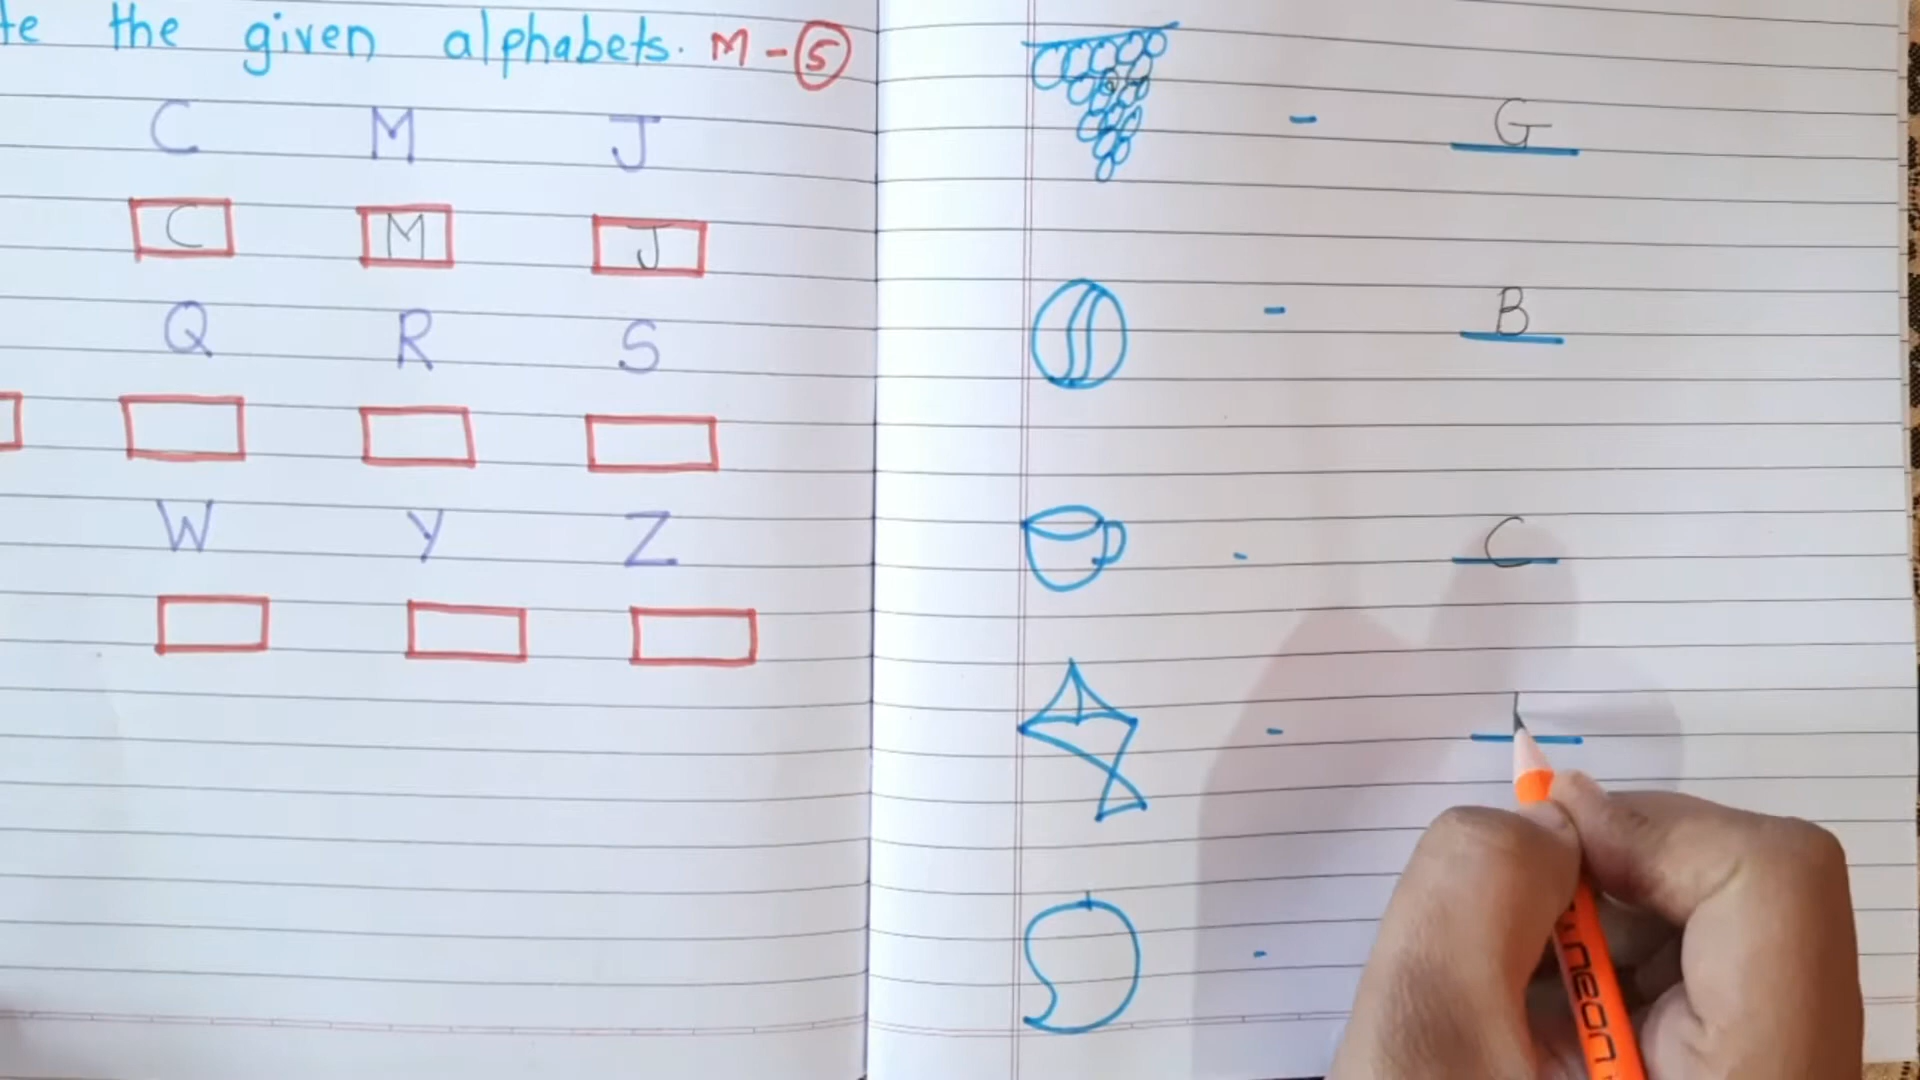 te the given alphabets. M - 5
C M J
C M J
Q R S
W Y Z
- G
- B
- C
-
-
neon